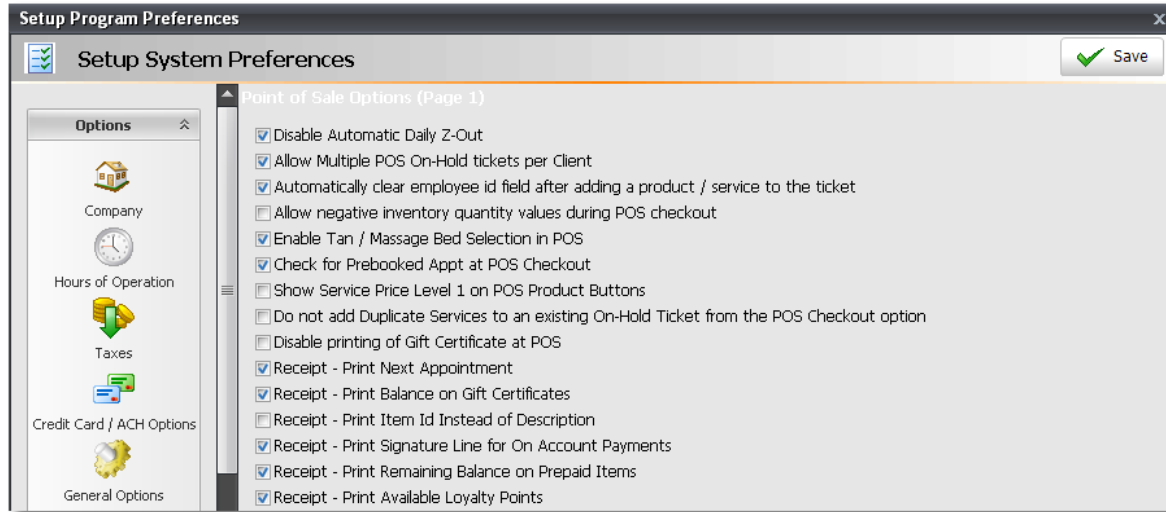 Setup Program Preferences
x
Setup System Preferences
Save
Options
Company
Hours of Operation
Taxes
Credit Card / ACH Options
General Options
Point of Sale Options (Page 1)
Disable Automatic Daily Z-Out
Allow Multiple POS On-Hold tickets per Client
Automatically clear employee id field after adding a product / service to the ticket
Allow negative inventory quantity values during POS checkout
Enable Tan / Massage Bed Selection in POS
Check for Prebooked Appt at POS Checkout
Show Service Price Level 1 on POS Product Buttons
Do not add Duplicate Services to an existing On-Hold Ticket from the POS Checkout option
Disable printing of Gift Certificate at POS
Receipt - Print Next Appointment
Receipt - Print Balance on Gift Certificates
Receipt - Print Item Id Instead of Description
Receipt - Print Signature Line for On Account Payments
Receipt - Print Remaining Balance on Prepaid Items
Receipt - Print Available Loyalty Points